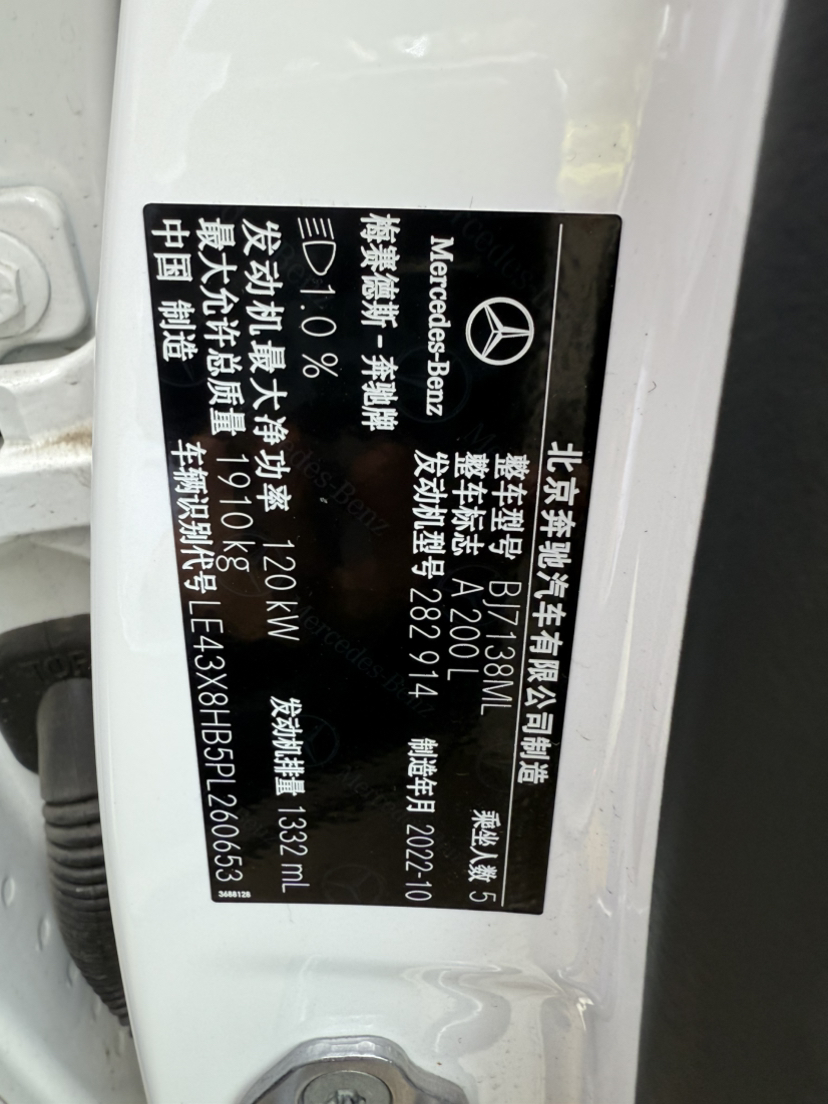 北京奔驰汽车有限公司制造
Mercedes-Benz
整车型号 BJ7138ML 乘坐人数 5
整车标志 A 200 L
梅赛德斯-奔驰牌 发动机型号 282 914 制造年月 2022-10
1.0 %
发动机最大净功率 120 kW 发动机排量 1332 mL
最大允许总质量 1910 kg
中国 制造 车辆识别代号 LE43X8HB5PL260653
3688128